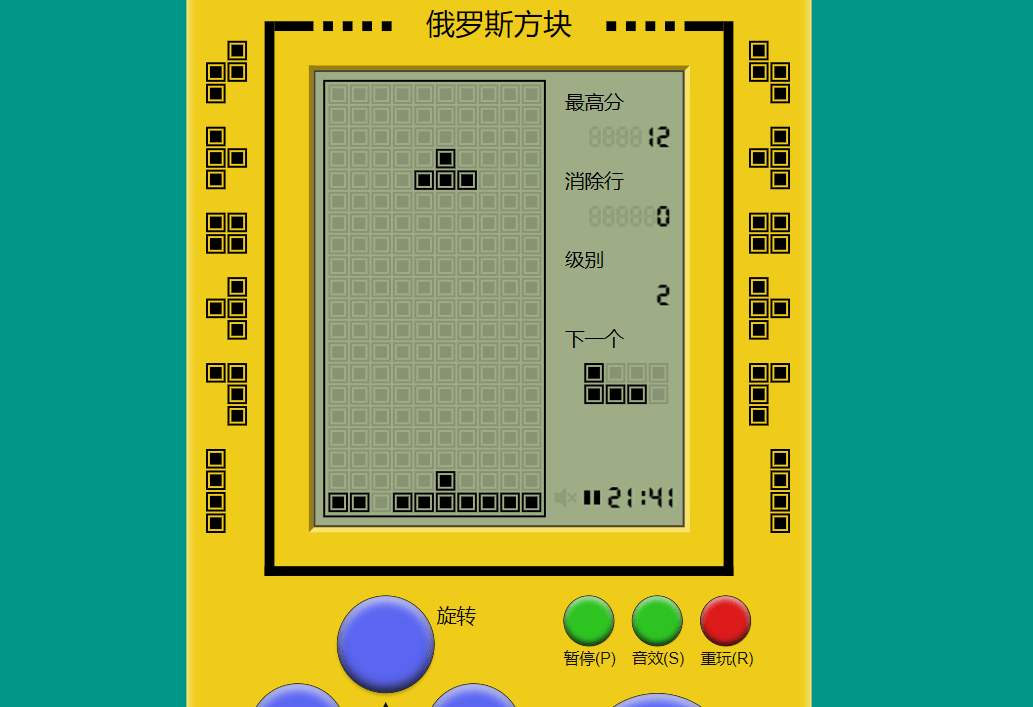 俄罗斯方块
最高分
12
消除行
0
级别
2
下一个
21:41
旋转
暂停(P) 音效(S) 重玩(R)